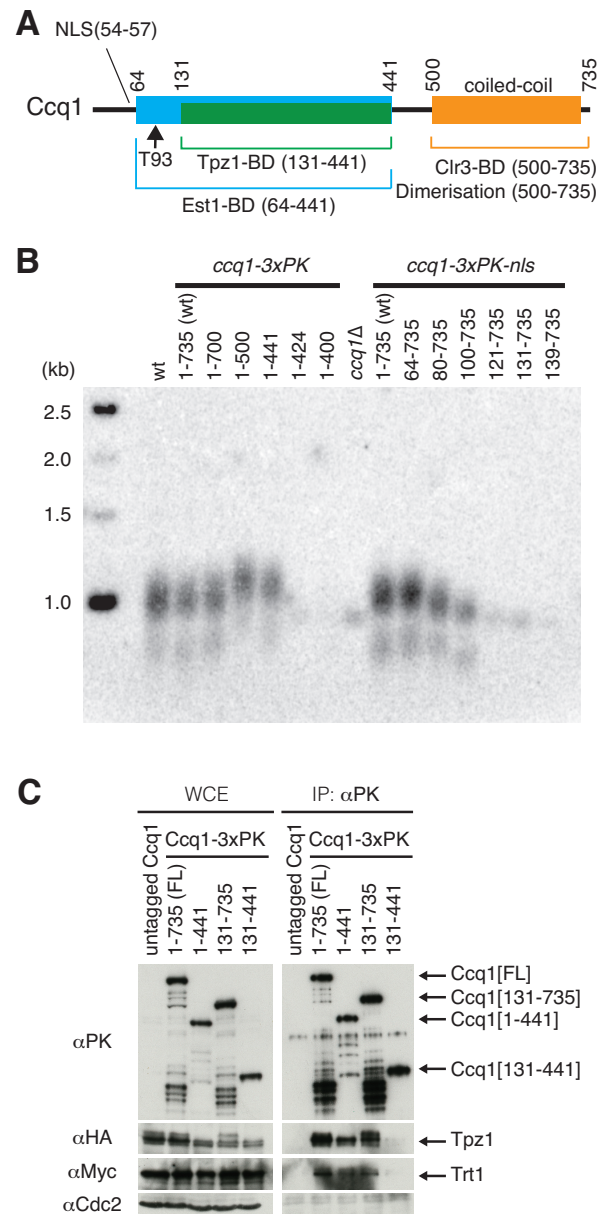 A
NLS(54-57)
64
131
441
500
735
coiled-coil
Ccq1
T93
Tpz1-BD (131-441)
Est1-BD (64-441)
Clr3-BD (500-735)
Dimerisation (500-735)
B
ccq1-3xPK
ccq1-3xPK-nls
(kb)
wt
1-735 (wt)
1-700
1-500
1-441
1-424
1-400
ccq1Δ
1-735 (wt)
64-735
80-735
100-735
121-735
131-735
139-735
2.5
2.0
1.5
1.0
C
WCE
IP: αPK
untagged Ccq1
Ccq1-3xPK
1-735 (FL)
1-441
131-735
131-441
untagged Ccq1
Ccq1-3xPK
1-735 (FL)
1-441
131-735
131-441
αPK
Ccq1[FL]
Ccq1[131-735]
Ccq1[1-441]
Ccq1[131-441]
αHA
Tpz1
αMyc
Trt1
αCdc2